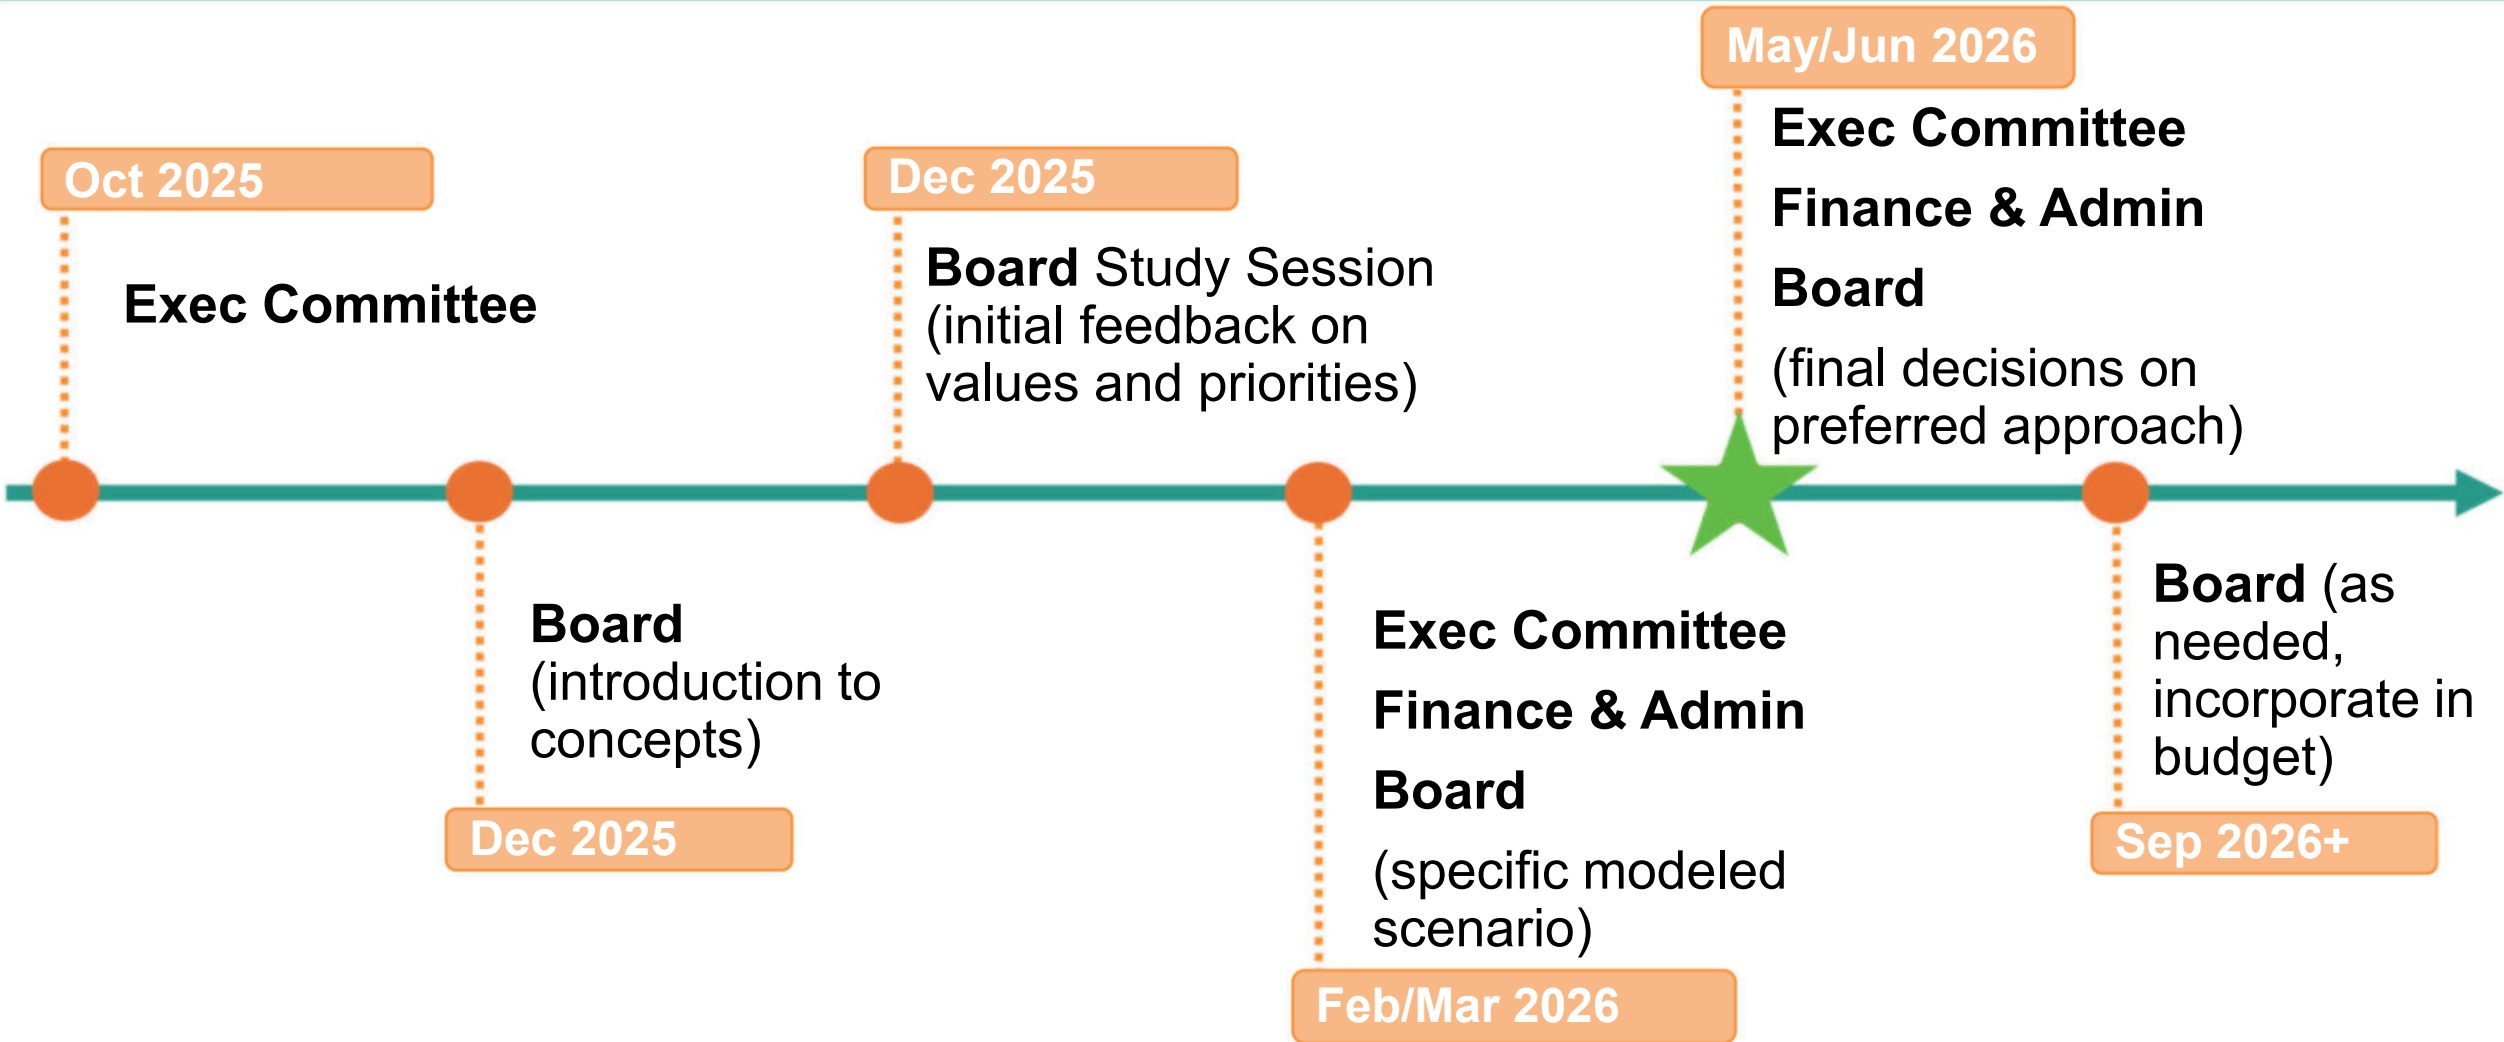 Oct 2025
Exec Committee
Board
(introduction to
concepts)
Dec 2025
Dec 2025
Board Study Session
(initial feedback on
values and priorities)
Exec Committee
Finance & Admin
Board
(specific modeled
scenario)
Feb/Mar 2026
May/Jun 2026
Exec Committee
Finance & Admin
Board
(final decisions on
preferred approach)
Board (as
needed,
incorporate in
budget)
Sep 2026+